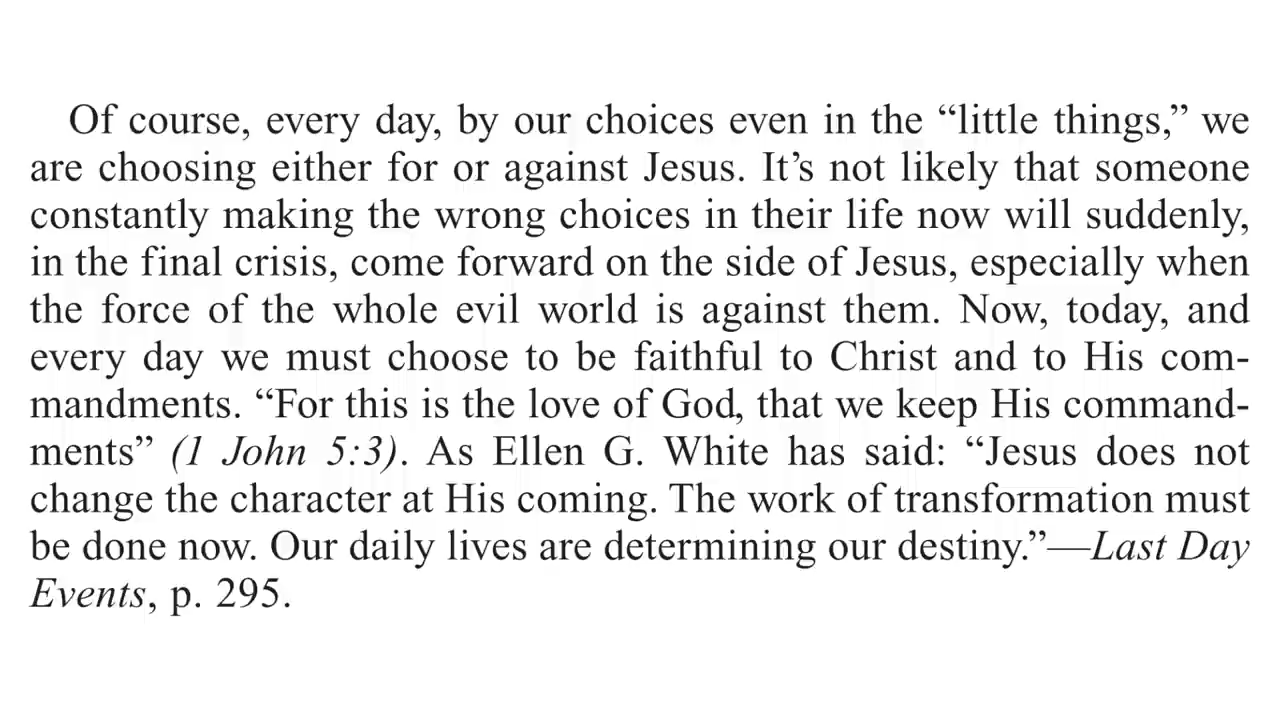 Of course, every day, by our choices even in the “little things,” we
are choosing either for or against Jesus. It’s not likely that someone
constantly making the wrong choices in their life now will suddenly,
in the final crisis, come forward on the side of Jesus, especially when
the force of the whole evil world is against them. Now, today, and
every day we must choose to be faithful to Christ and to His com-
mandments. “For this is the love of God, that we keep His command-
ments” (1 John 5:3). As Ellen G. White has said: “Jesus does not
change the character at His coming. The work of transformation must
be done now. Our daily lives are determining our destiny.”—Last Day
Events, p. 295.